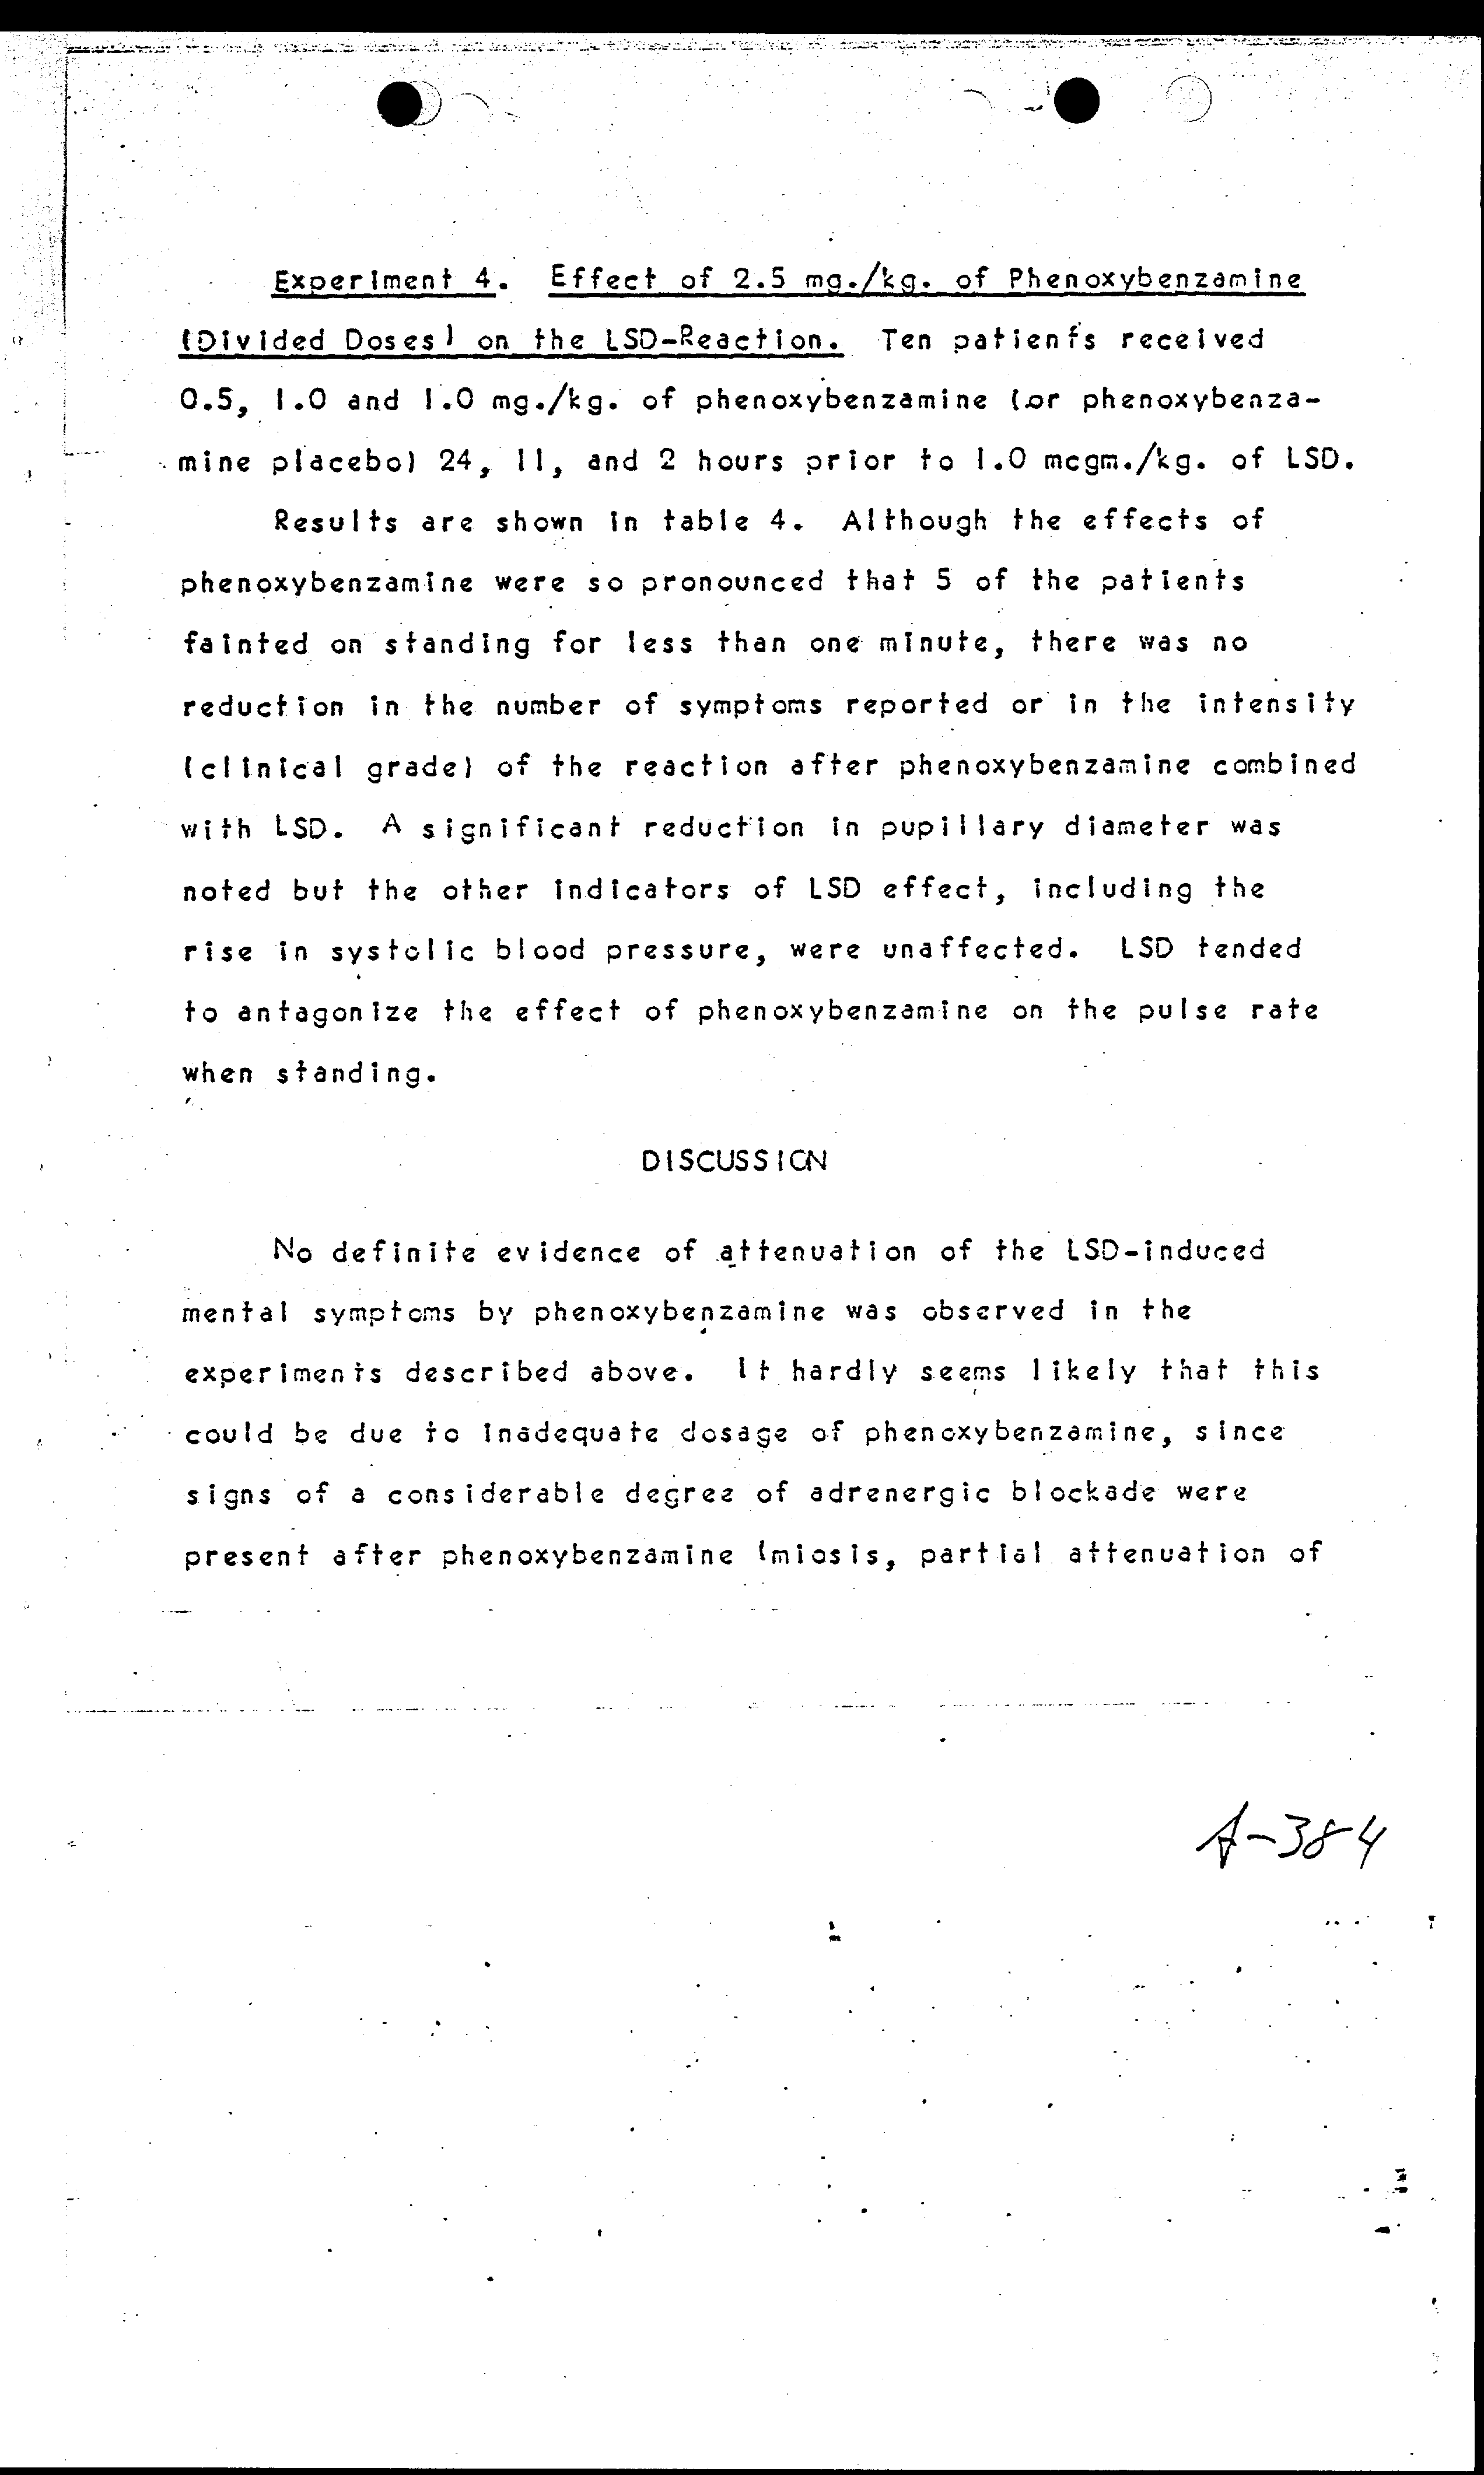 Experiment 4. Effect of 2.5 mg./kg. of Phenoxybenzamine
(Divided Doses) on the LSD-Reaction. Ten patients received
0.5, 1.0 and 1.0 mg./kg. of phenoxybenzamine (or phenoxybenza-
mine placebo) 24, 11, and 2 hours prior to 1.0 mcgm./kg. of LSD.
Results are shown in table 4. Although the effects of
phenoxybenzamine were so pronounced that 5 of the patients
fainted on standing for less than one minute, there was no
reduction in the number of symptoms reported or in the intensity
(clinical grade) of the reaction after phenoxybenzamine combined
with LSD. A significant reduction in pupillary diameter was
noted but the other indicators of LSD effect, including the
rise in systolic blood pressure, were unaffected. LSD tended
to antagonize the effect of phenoxybenzamine on the pulse rate
when standing.
DISCUSSION
No definite evidence of attenuation of the LSD-induced
mental symptoms by phenoxybenzamine was observed in the
experiments described above. It hardly seems likely that this
could be due to inadequate dosage of phenoxybenzamine, since
signs of a considerable degree of adrenergic blockade were
present after phenoxybenzamine (miosis, partial attenuation of
A-384